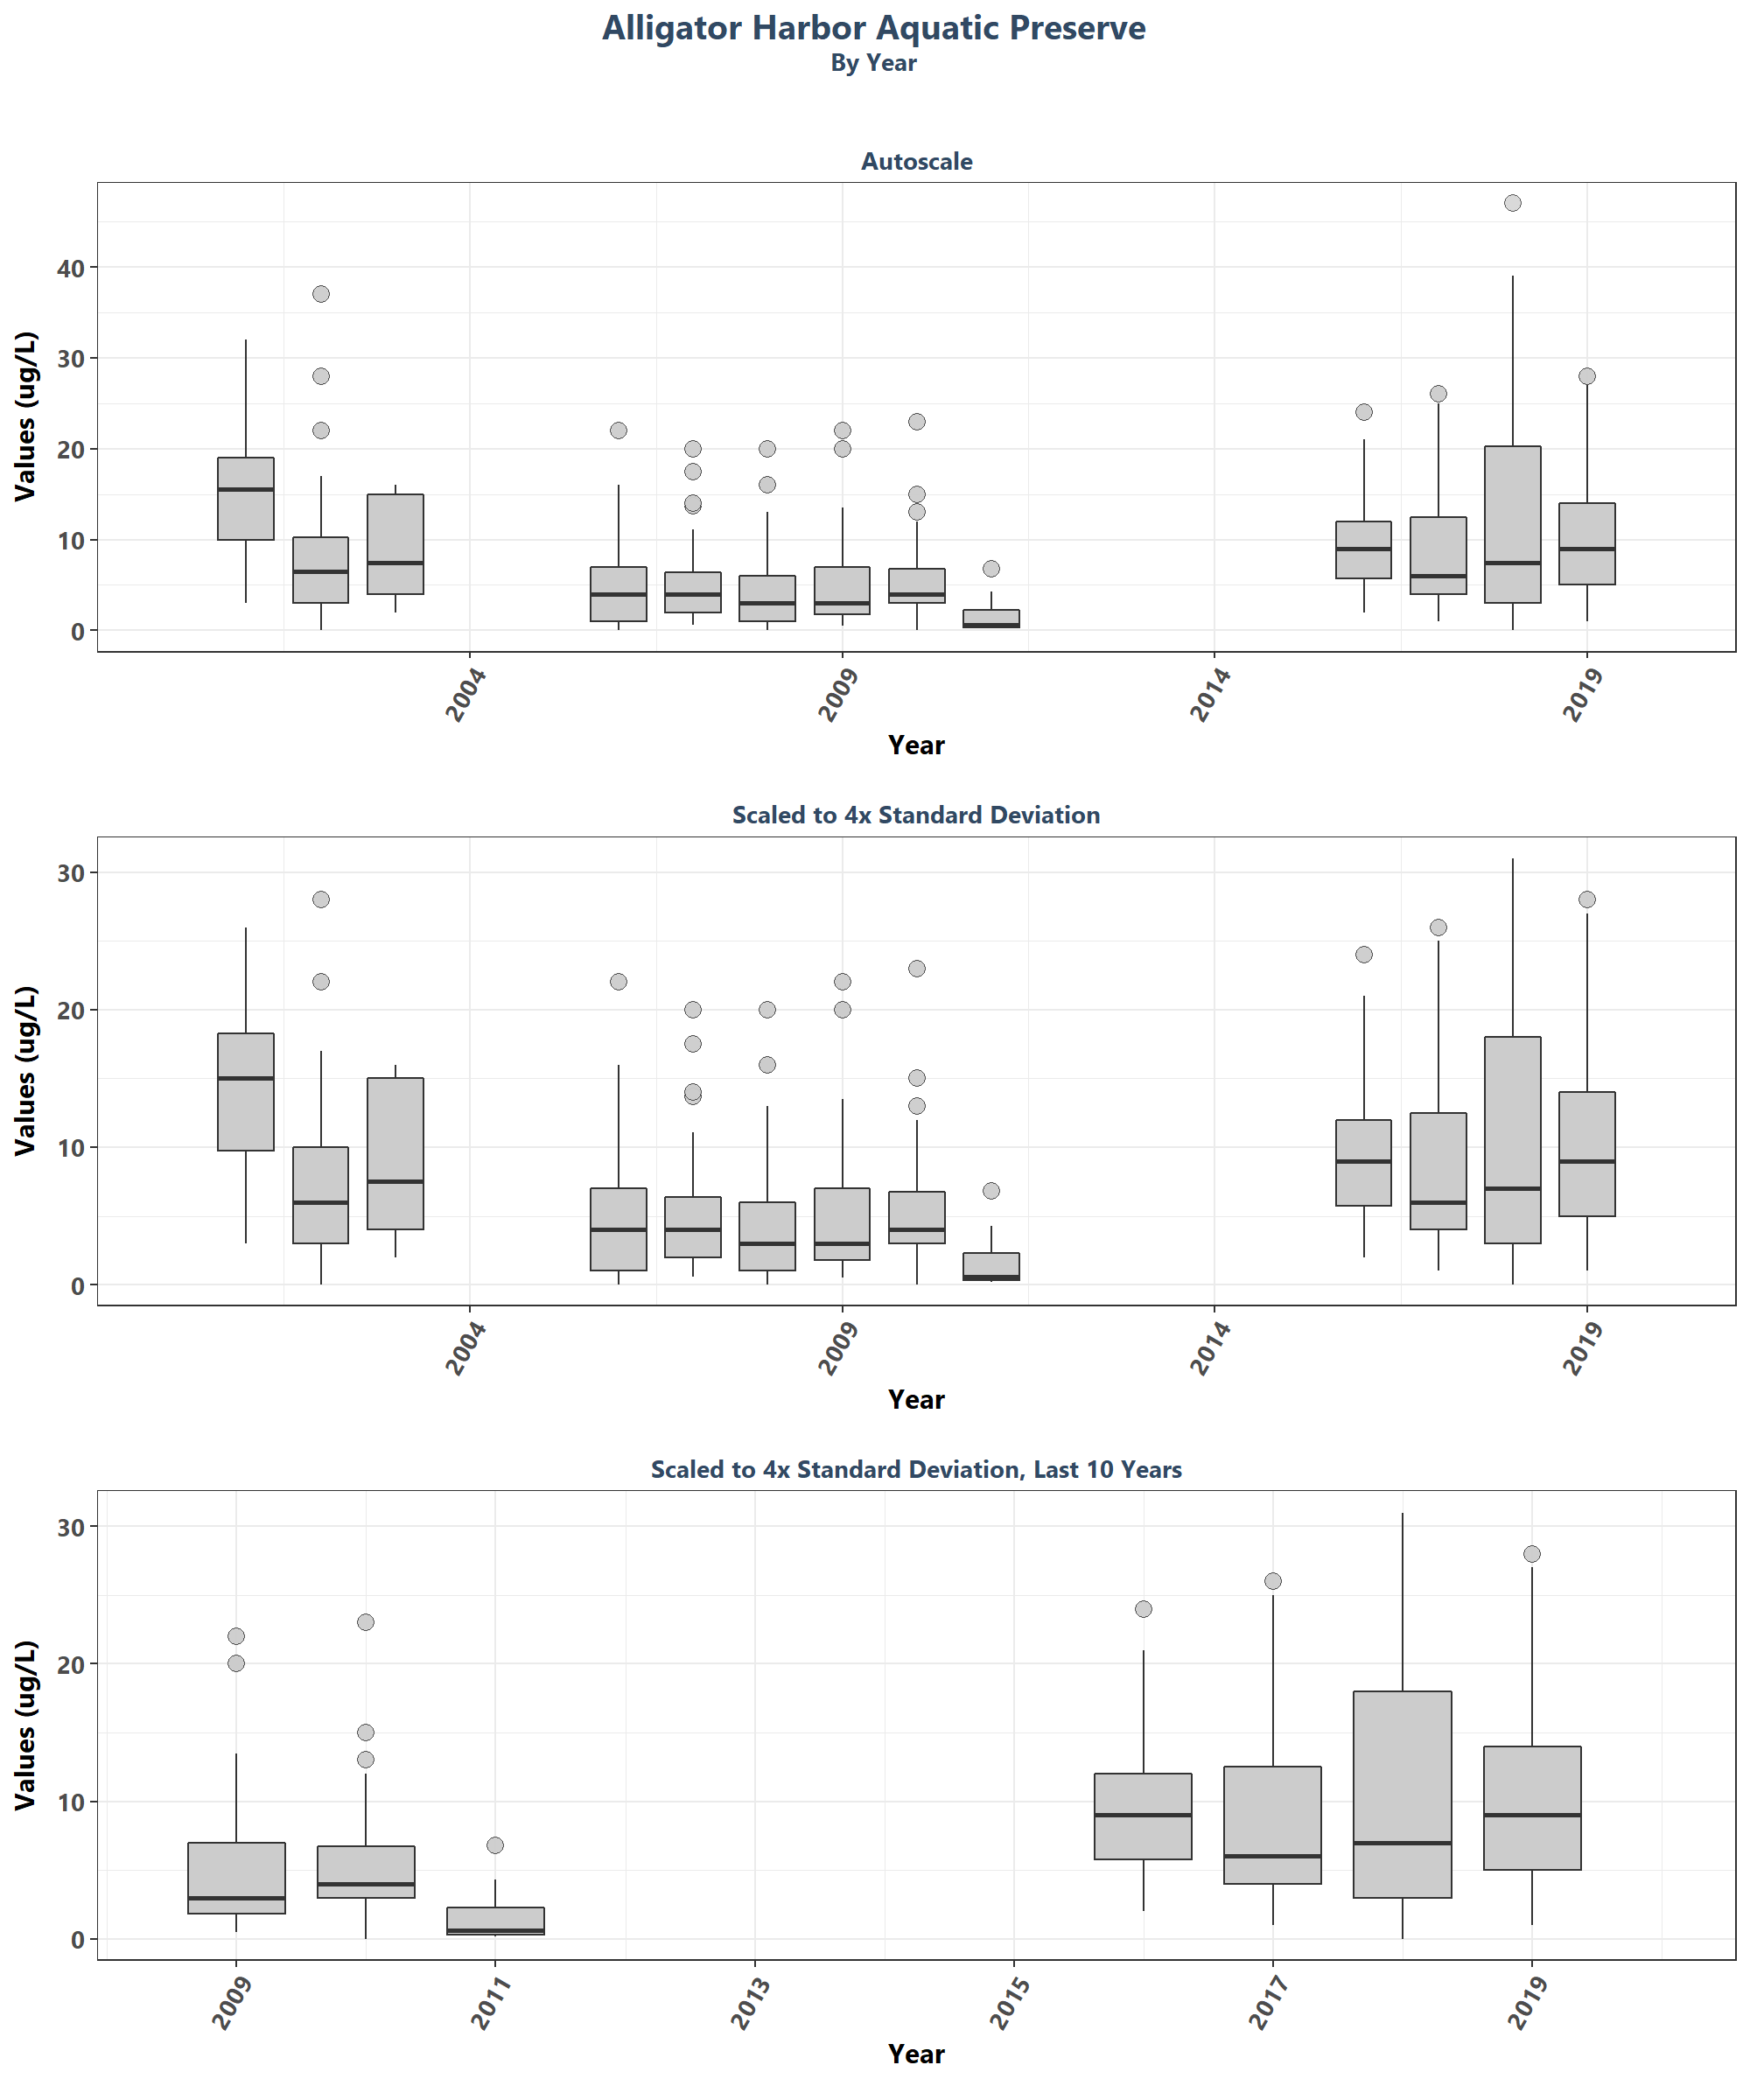 Alligator Harbor Aquatic Preserve
By Year
Autoscale
Values (ug/L)
40
30
20
10
0
2004
2009
2014
2019
Year
Scaled to 4x Standard Deviation
Values (ug/L)
30
20
10
0
2004
2009
2014
2019
Year
Scaled to 4x Standard Deviation, Last 10 Years
Values (ug/L)
30
20
10
0
2009
2011
2013
2015
2017
2019
Year